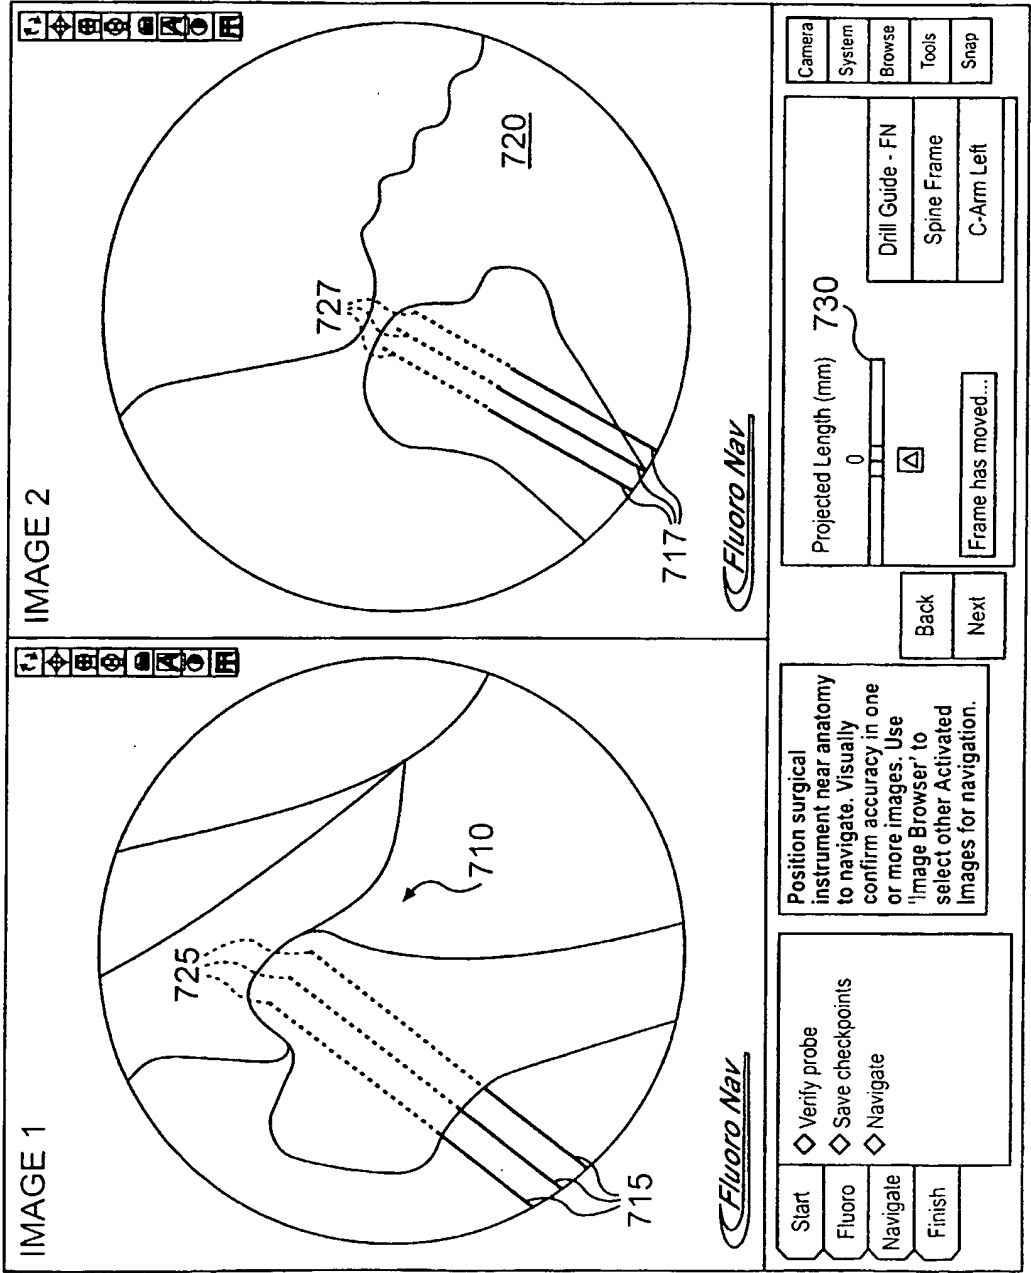 IMAGE 1
725
710
715
Fluoro Nav
IMAGE 2
727
720
717
Fluoro Nav
Start
Fluoro
Navigate
Finish
Verify probe
Save checkpoints
Navigate
Position surgical
instrument near anatomy
to navigate. Visually
confirm accuracy in one
or more images. Use
'Image Browser' to
select other Activated
Images for navigation.
Back
Next
Projected Length (mm)
730
0
Frame has moved...
Drill Guide - FN
Spine Frame
C-Arm Left
Camera
System
Browse
Tools
Snap